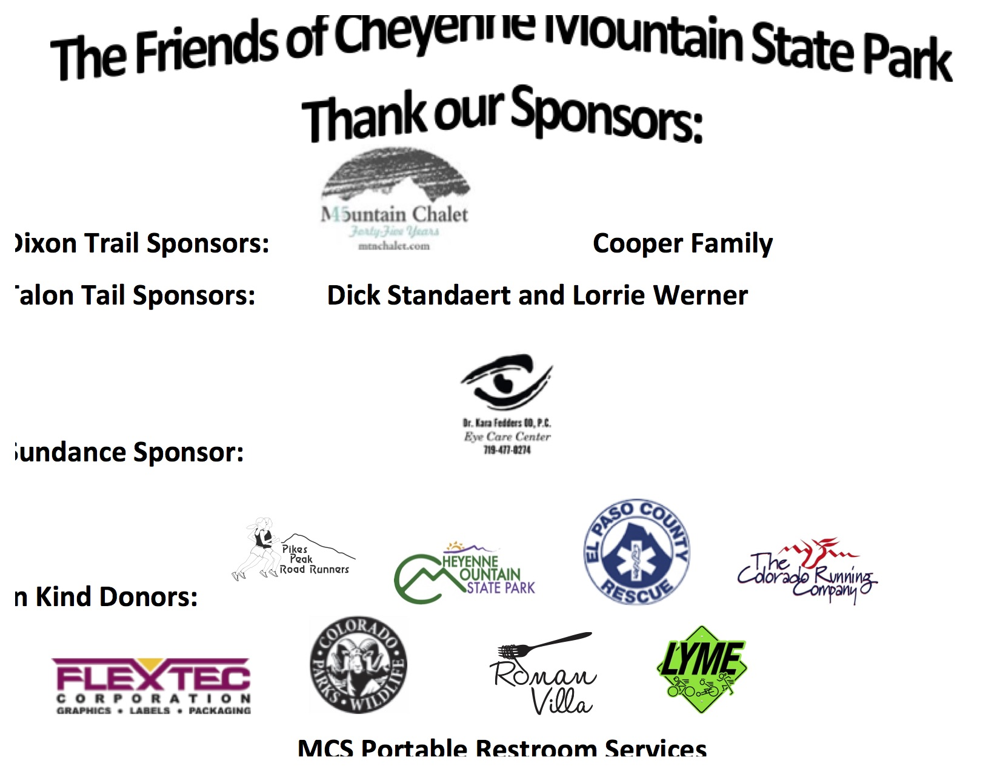 The Friends of Cheyenne Mountain State Park
Thank our Sponsors:
M45untain Chalet
Forty-Five Years
mtnchalet.com
Dixon Trail Sponsors:
Cooper Family
Talon Tail Sponsors:
Dick Standaert and Lorrie Werner
Dr. Kara Fedders OD, P.C.
Eye Care Center
719-477-0274
Sundance Sponsor:
Pikes
Peak
Road Runners
CHEYENNE
MOUNTAIN
STATE PARK
EL PASO COUNTY
RESCUE
The
Colorado Running
Company
n Kind Donors:
FLEXTEC
CORPORATION
GRAPHICS • LABELS • PACKAGING
COLORADO
PARKS • WILDLIFE
Roman
Villa
LYME
MCS Portable Restroom Services